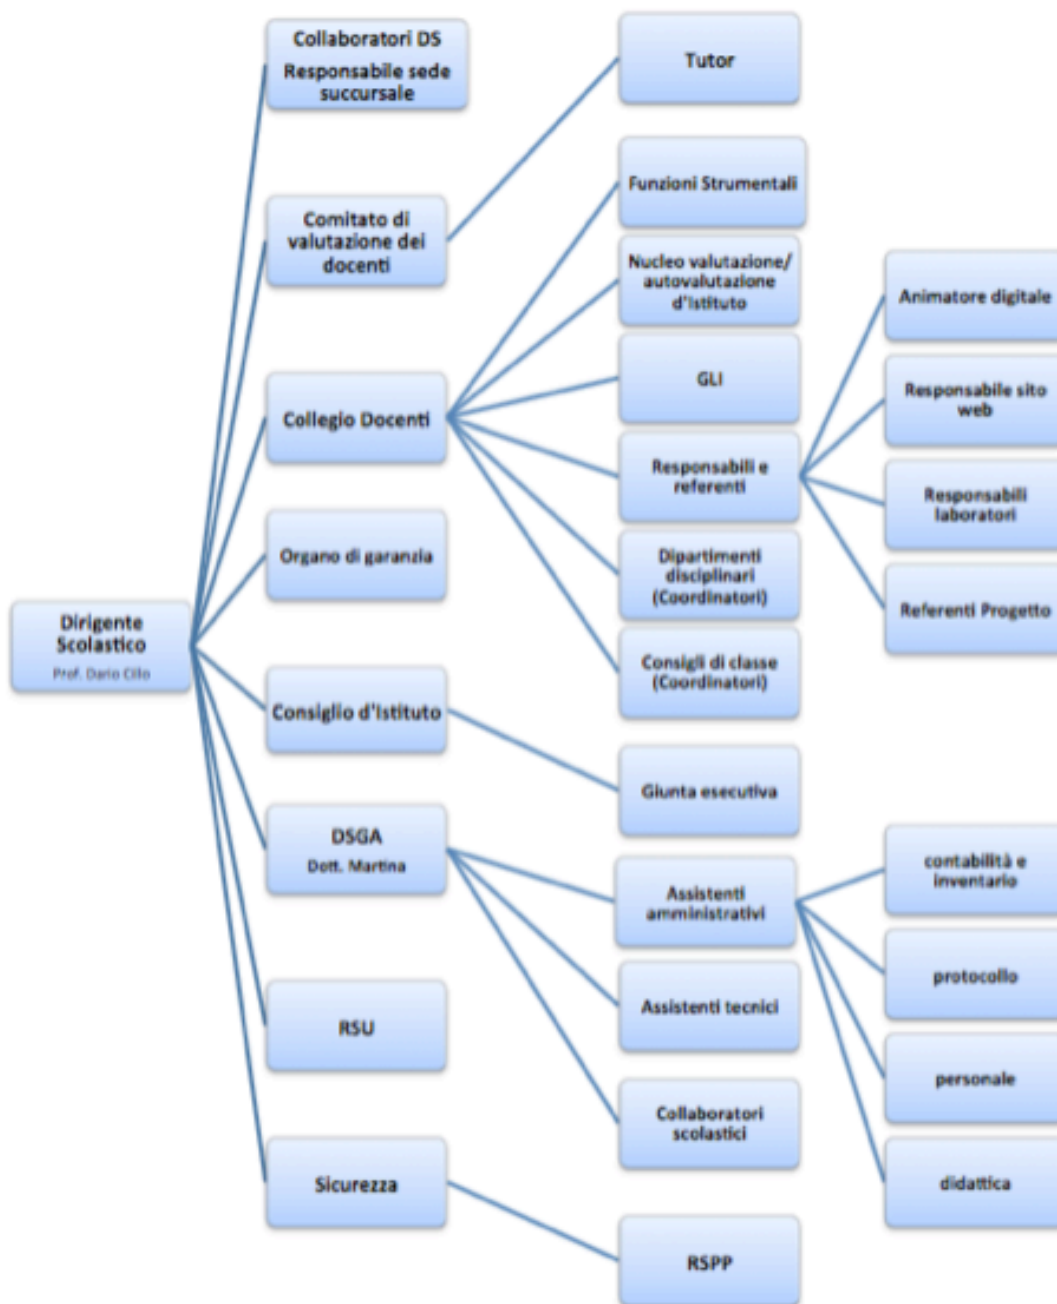 Dirigente
Scolastico
Prof. Dario Cillo
Collaboratori DS
Responsabile sede
succursale
Comitato di
valutazione dei
docenti
Collegio Docenti
Organo di garanzia
Consiglio d'Istituto
DSGA
Dott. Martina
RSU
Sicurezza
Tutor
Funzioni Strumentali
Nucleo valutazione/
autovalutazione
d'Istituto
GLI
Responsabili e
referenti
Dipartimenti
disciplinari
(Coordinatori)
Consigli di classe
(Coordinatori)
Giunta esecutiva
Assistenti
amministrativi
Assistenti tecnici
Collaboratori
scolastici
RSPP
Animatore digitale
Responsabile sito
web
Responsabili
laboratori
Referenti Progetto
contabilità e
inventario
protocollo
personale
didattica